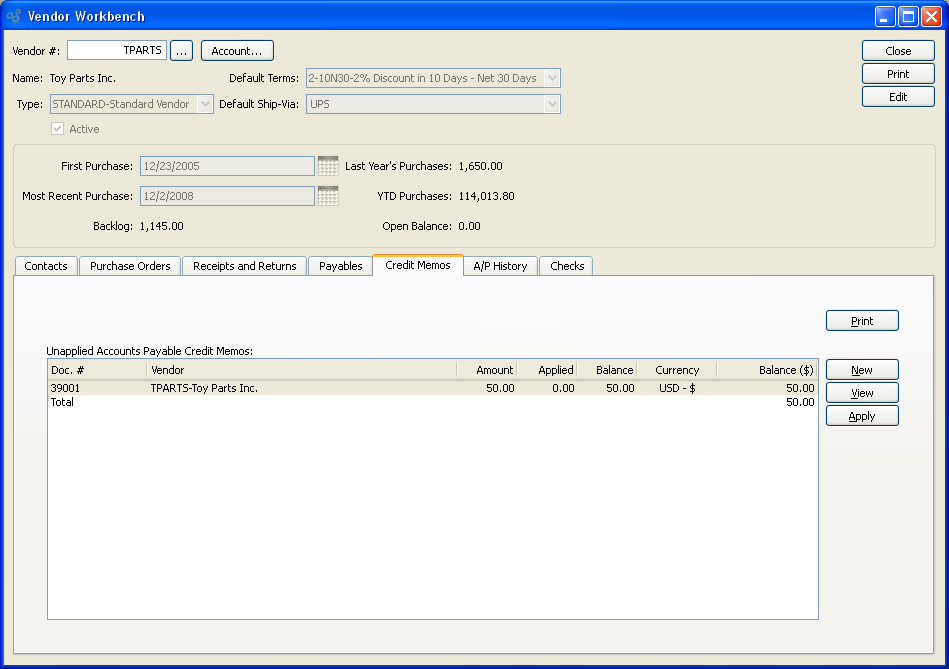 Vendor Workbench
Vendor #: TPARTS ... Account... Close
Print
Name: Toy Parts Inc. Default Terms: 2-10N30-2% Discount in 10 Days - Net 30 Days
Type: STANDARD-Standard Vendor Default Ship-Via: UPS Edit
Active
First Purchase: 12/23/2005 Last Year's Purchases: 1,650.00
Most Recent Purchase: 12/2/2008 YTD Purchases: 114,013.80
Backlog: 1,145.00 Open Balance: 0.00
Contacts Purchase Orders Receipts and Returns Payables Credit Memos A/P History Checks
Print
Unapplied Accounts Payable Credit Memos:
Doc. # Vendor Amount Applied Balance Currency Balance ($) New
39001 TPARTS-Toy Parts Inc. 50.00 0.00 50.00 USD - $ 50.00 View
Total 50.00
Apply